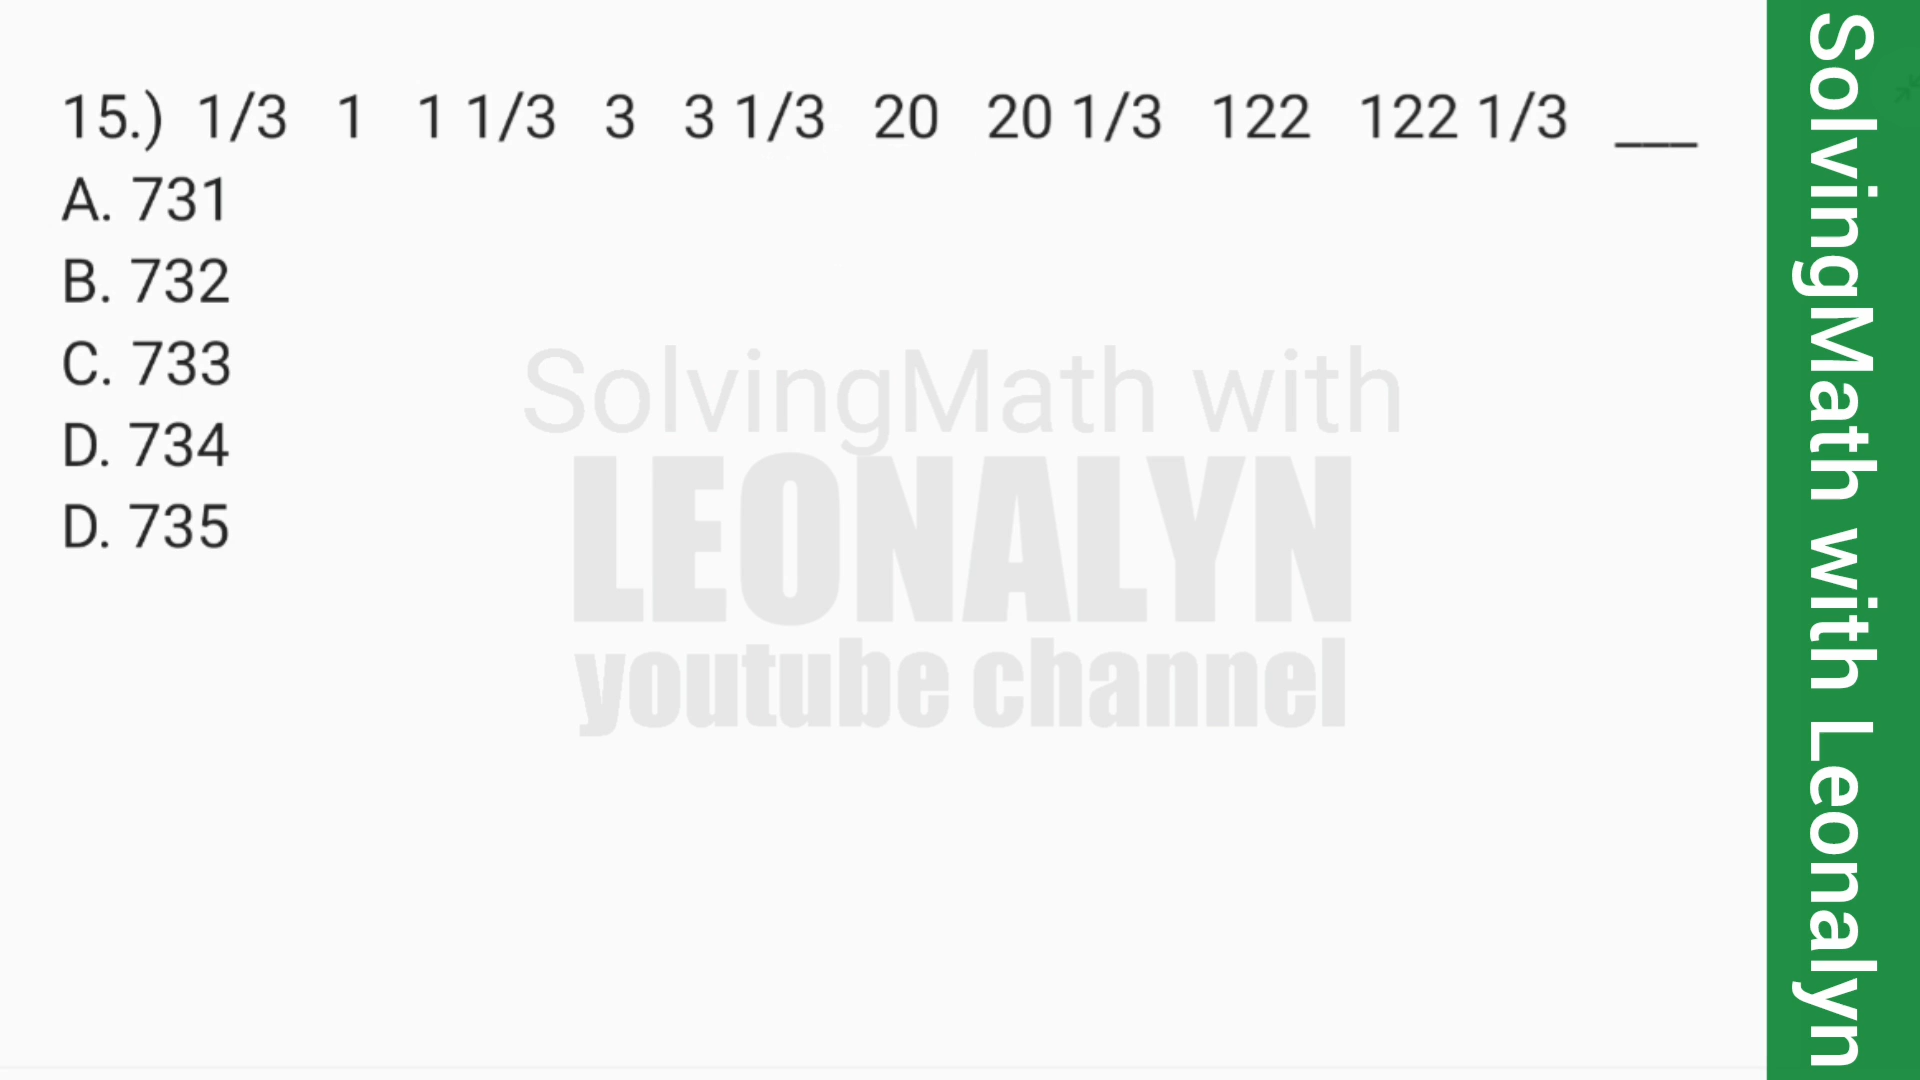 15.) 1/3 1 1 1/3 3 3 1/3 20 20 1/3 122 122 1/3 ___
A. 731
B. 732
C. 733
D. 734
D. 735
SolvingMath with
LEONALYN
youtube channel
SolvingMath with Leonalyn